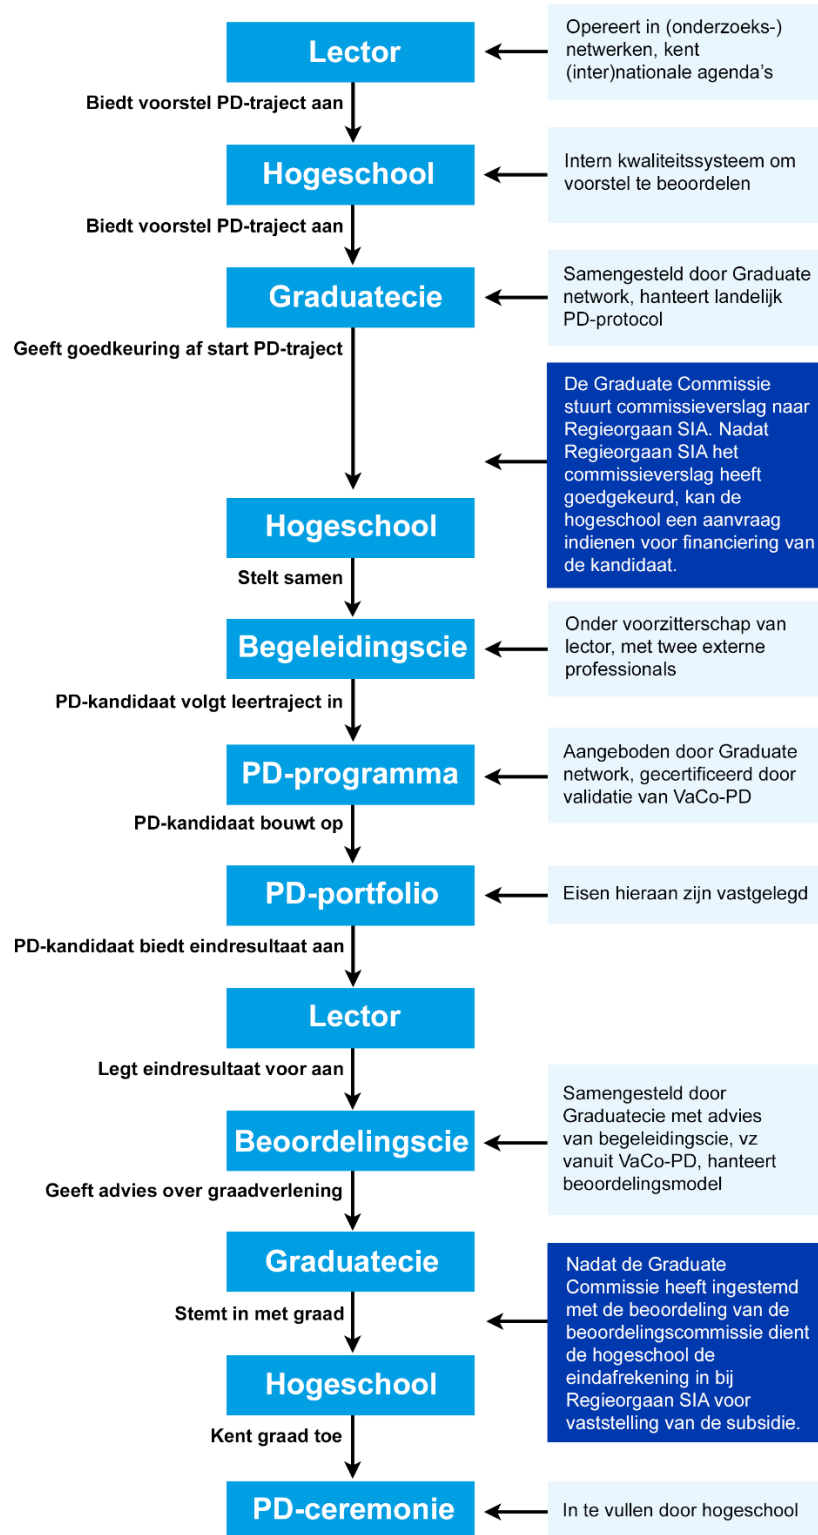 Lector
Opereert in (onderzoeks-)
netwerken, kent
(inter)nationale agenda’s
Biedt voorstel PD-traject aan
Hogeschool
Intern kwaliteitssysteem om
voorstel te beoordelen
Biedt voorstel PD-traject aan
Graduatecie
Samengesteld door Graduate
network, hanteert landelijk
PD-protocol
Geeft goedkeuring af start PD-traject
De Graduate Commissie
stuurt commissieverslag naar
Regieorgaan SIA. Nadat
Regieorgaan SIA het
commissieverslag heeft
goedgekeurd, kan de
hogeschool een aanvraag
indienen voor financiering van
de kandidaat.
Hogeschool
Stelt samen
Begeleidingscie
Onder voorzitterschap van
lector, met twee externe
professionals
PD-kandidaat volgt leertraject in
PD-programma
Aangeboden door Graduate
network, gecertificeerd door
validatie van VaCo-PD
PD-kandidaat bouwt op
PD-portfolio
Eisen hieraan zijn vastgelegd
PD-kandidaat biedt eindresultaat aan
Lector
Legt eindresultaat voor aan
Beoordelingscie
Samengesteld door
Graduatecie met advies
van begeleidingscie, vz
vanuit VaCo-PD, hanteert
beoordelingsmodel
Geeft advies over graadverlening
Graduatecie
Stemt in met graad
Nadat de Graduate
Commissie heeft ingestemd
met de beoordeling van de
beoordelingscommissie dient
de hogeschool de
eindafrekening in bij
Regieorgaan SIA voor
vaststelling van de subsidie.
Hogeschool
Kent graad toe
PD-ceremonie
In te vullen door hogeschool